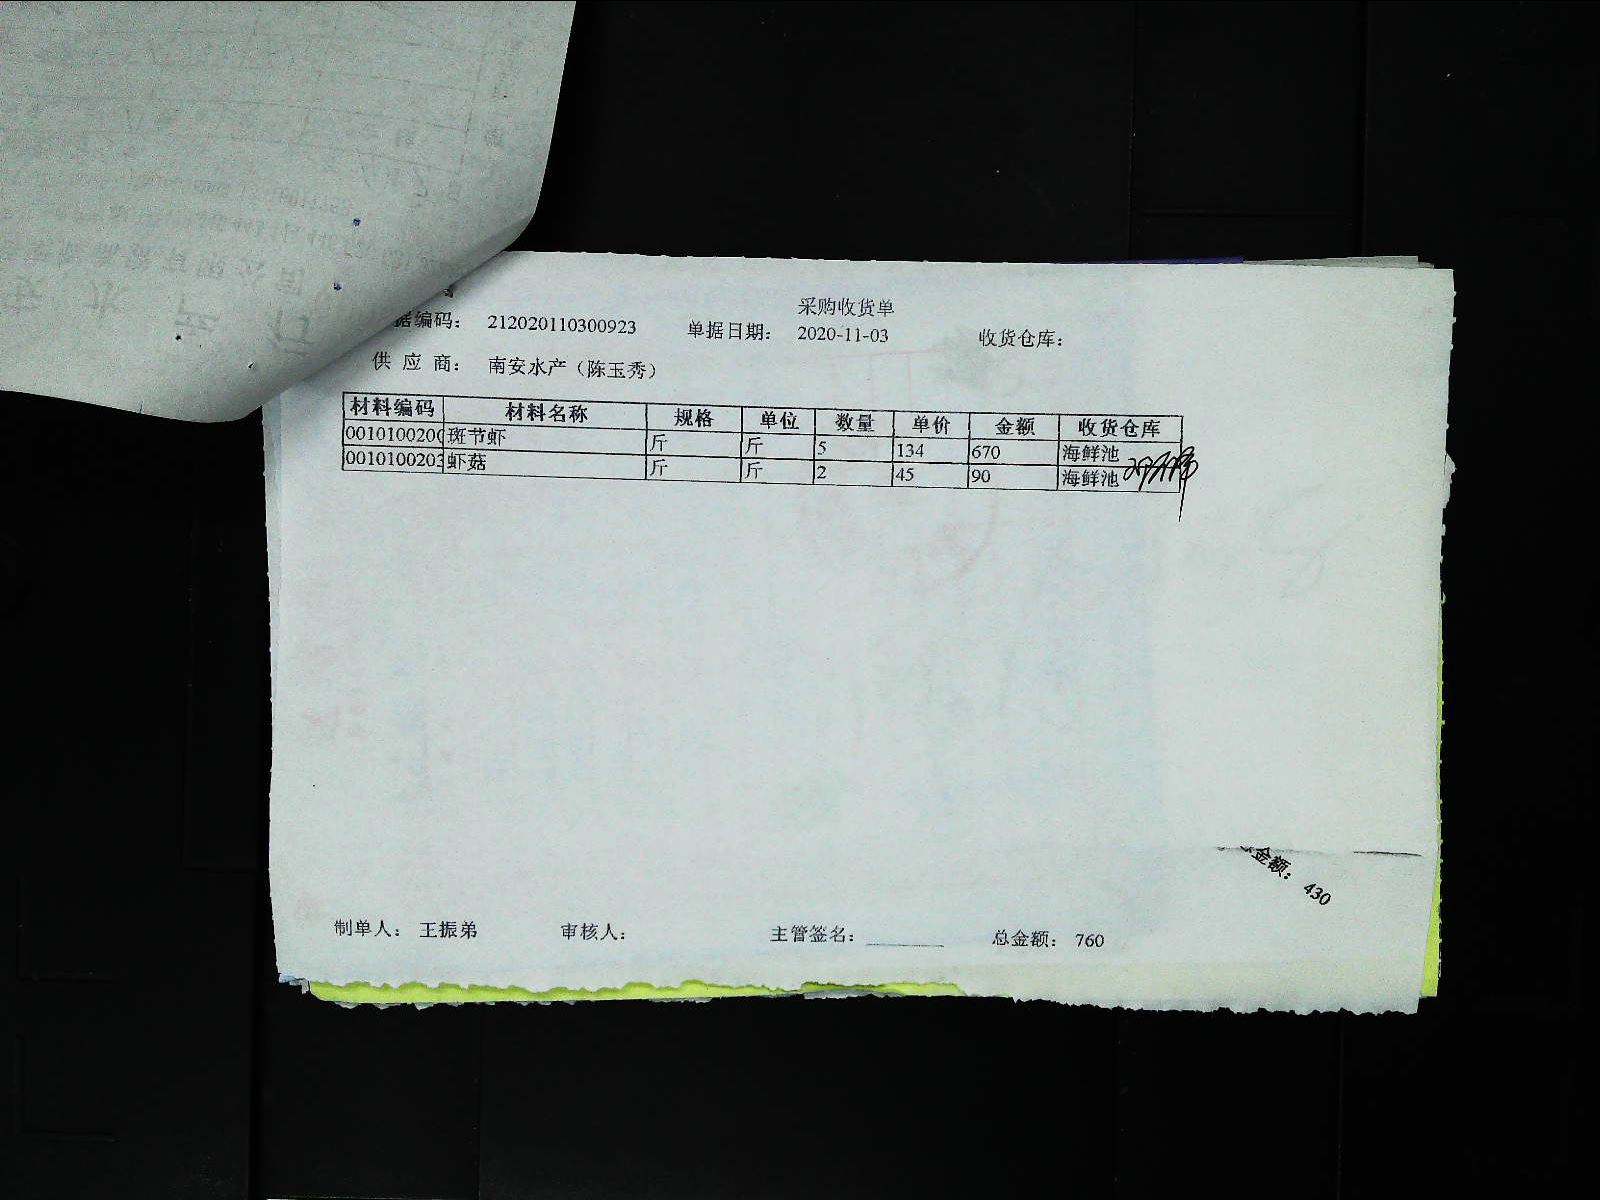 采购收货单
据编码： 212020110300923 单据日期： 2020-11-03 收货仓库：
供 应 商： 南安水产（陈玉秀）
材料编码 材料名称 规格 单位 数量 单价 金额 收货仓库
0010100200 斑节虾 斤 斤 5 134 670 海鲜池
0010100203 虾菇 斤 斤 2 45 90 海鲜池
金额： 430
制单人： 王振弟 审核人： 主管签名： 总金额： 760